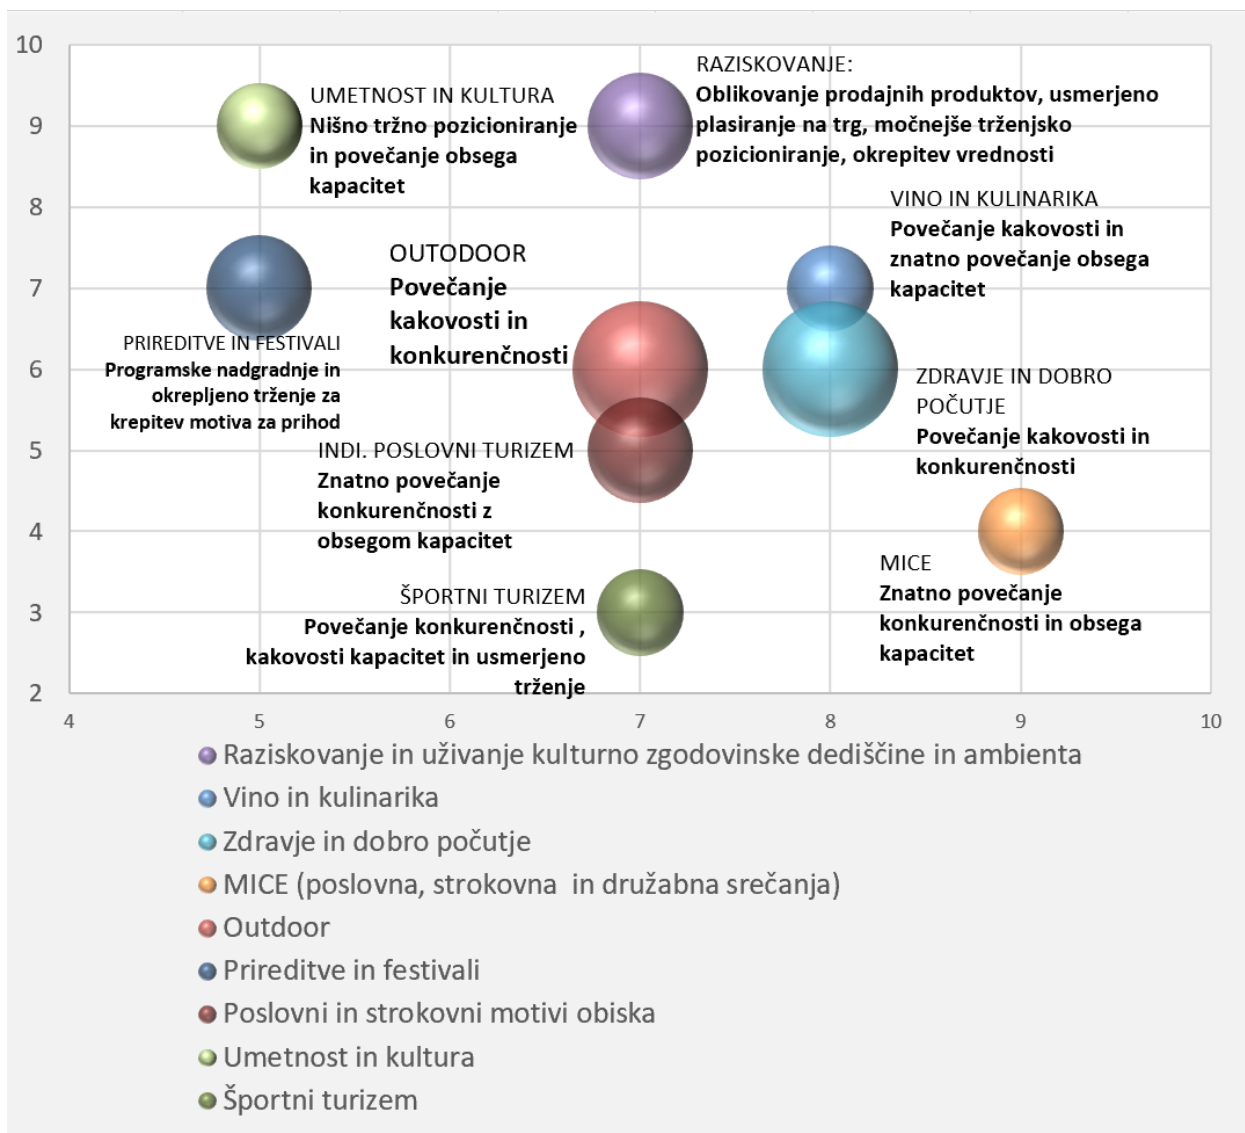 10
9
8
7
6
5
4
3
2
4
5
6
7
8
9
10
UMETNOST IN KULTURA
Nišno tržno pozicioniranje
in povečanje obsega
kapacitet
RAZISKOVANJE:
Oblikovanje prodajnih produktov, usmerjeno
plasiranje na trg, močnejše trženjsko
pozicioniranje, okrepitev vrednosti
VINO IN KULINARIKA
Povečanje kakovosti in
znatno povečanje obsega
kapacitet
OUTODOOR
Povečanje
kakovosti in
konkurenčnosti
PRIREDITVE IN FESTIVALI
Programske nadgradnje in
okrepljeno trženje za
krepitev motiva za prihod
ZDRAVJE IN DOBRO
POČUTJE
Povečanje kakovosti in
konkurenčnosti
INDI. POSLOVNI TURIZEM
Znatno povečanje
konkurenčnosti z
obsegom kapacitet
MICE
Znatno povečanje
konkurenčnosti in obsega
kapacitet
ŠPORTNI TURIZEM
Povečanje konkurenčnosti ,
kakovosti kapacitet in usmerjeno
trženje
Raziskovanje in uživanje kulturno zgodovinske dediščine in ambienta
Vino in kulinarika
Zdravje in dobro počutje
MICE (poslovna, strokovna  in družabna srečanja)
Outdoor
Prireditve in festivali
Poslovni in strokovni motivi obiska
Umetnost in kultura
Športni turizem